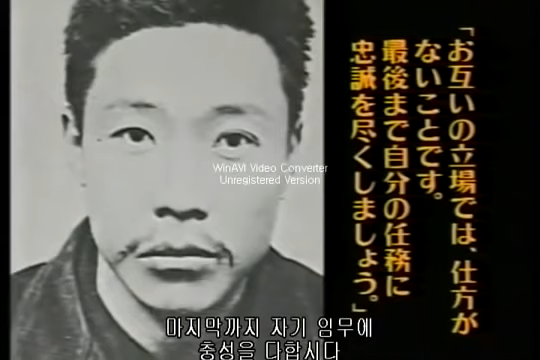 「お互いの立場では、仕方が
ないことです。
最後まで自分の任務に
忠誠を尽くしましょう。」
WinAVI Video Converter
Unregistered Version
마지막까지 자기 임무에
충성을 다합시다